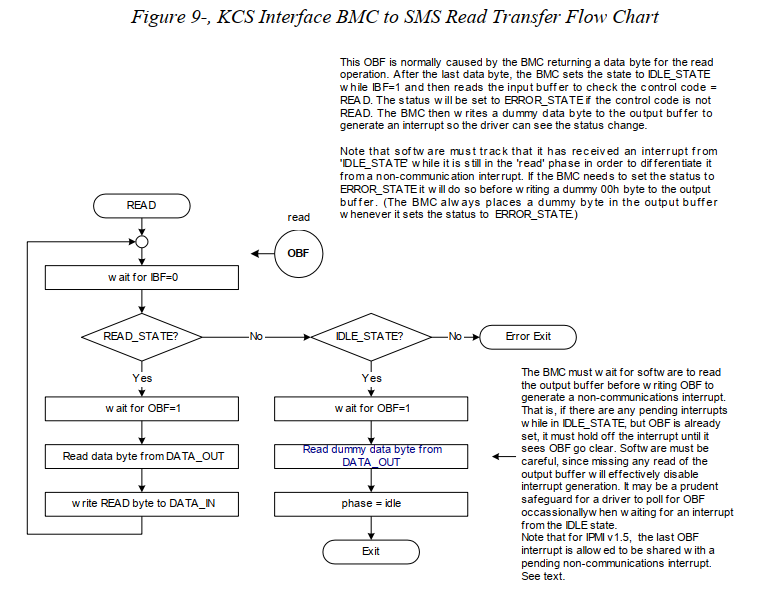 Figure 9-, KCS Interface BMC to SMS Read Transfer Flow Chart
This OBF is normally caused by the BMC returning a data byte for the read
operation. After the last data byte, the BMC sets the state to IDLE_STATE
while IBF=1 and then reads the input buffer to check the control code =
READ. The status will be set to ERROR_STATE if the control code is not
READ. The BMC then writes a dummy data byte to the output buffer to
generate an interrupt so the driver can see the status change.
Note that software must track that it has received an interrupt from
'IDLE_STATE' while it is still in the 'read' phase in order to differentiate it
from a non-communication interrupt. If the BMC needs to set the status to
ERROR_STATE it will do so before writing a dummy 00h byte to the output
buffer. (The BMC always places a dummy byte in the output buffer
whenever it sets the status to ERROR_STATE.)
READ
read
OBF
wait for IBF=0
READ_STATE?
No
IDLE_STATE?
No
Error Exit
Yes
Yes
wait for OBF=1
wait for OBF=1
Read data byte from DATA_OUT
Read dummy data byte from
DATA_OUT
write READ byte to DATA_IN
phase = idle
Exit
The BMC must wait for software to read
the output buffer before writing OBF to
generate a non-communications interrupt.
That is, if there are any pending interrupts
while in IDLE_STATE, but OBF is already
set, it must hold off the interrupt until it
sees OBF go clear. Software must be
careful, since missing any read of the
output buffer will effectively disable
interrupt generation. It may be a prudent
safeguard for a driver to poll for OBF
occassionallywhen waiting for an interrupt
from the IDLE state.
Note that for IPMI v1.5, the last OBF
interrupt is allowed to be shared with a
pending non-communications interrupt.
See text.